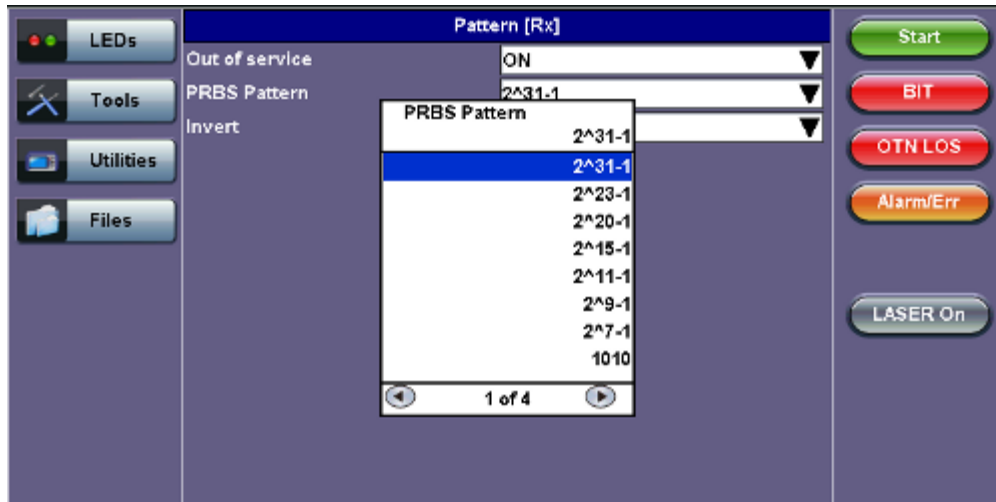 LEDs
Tools
Utilities
Files
Pattern [Rx]
Out of service ON
PRBS Pattern 2^31-1
Invert
PRBS Pattern
2^31-1
2^31-1
2^23-1
2^20-1
2^15-1
2^11-1
2^9-1
2^7-1
1010
1 of 4
Start
BIT
OTN LOS
Alarm/Err
LASER On